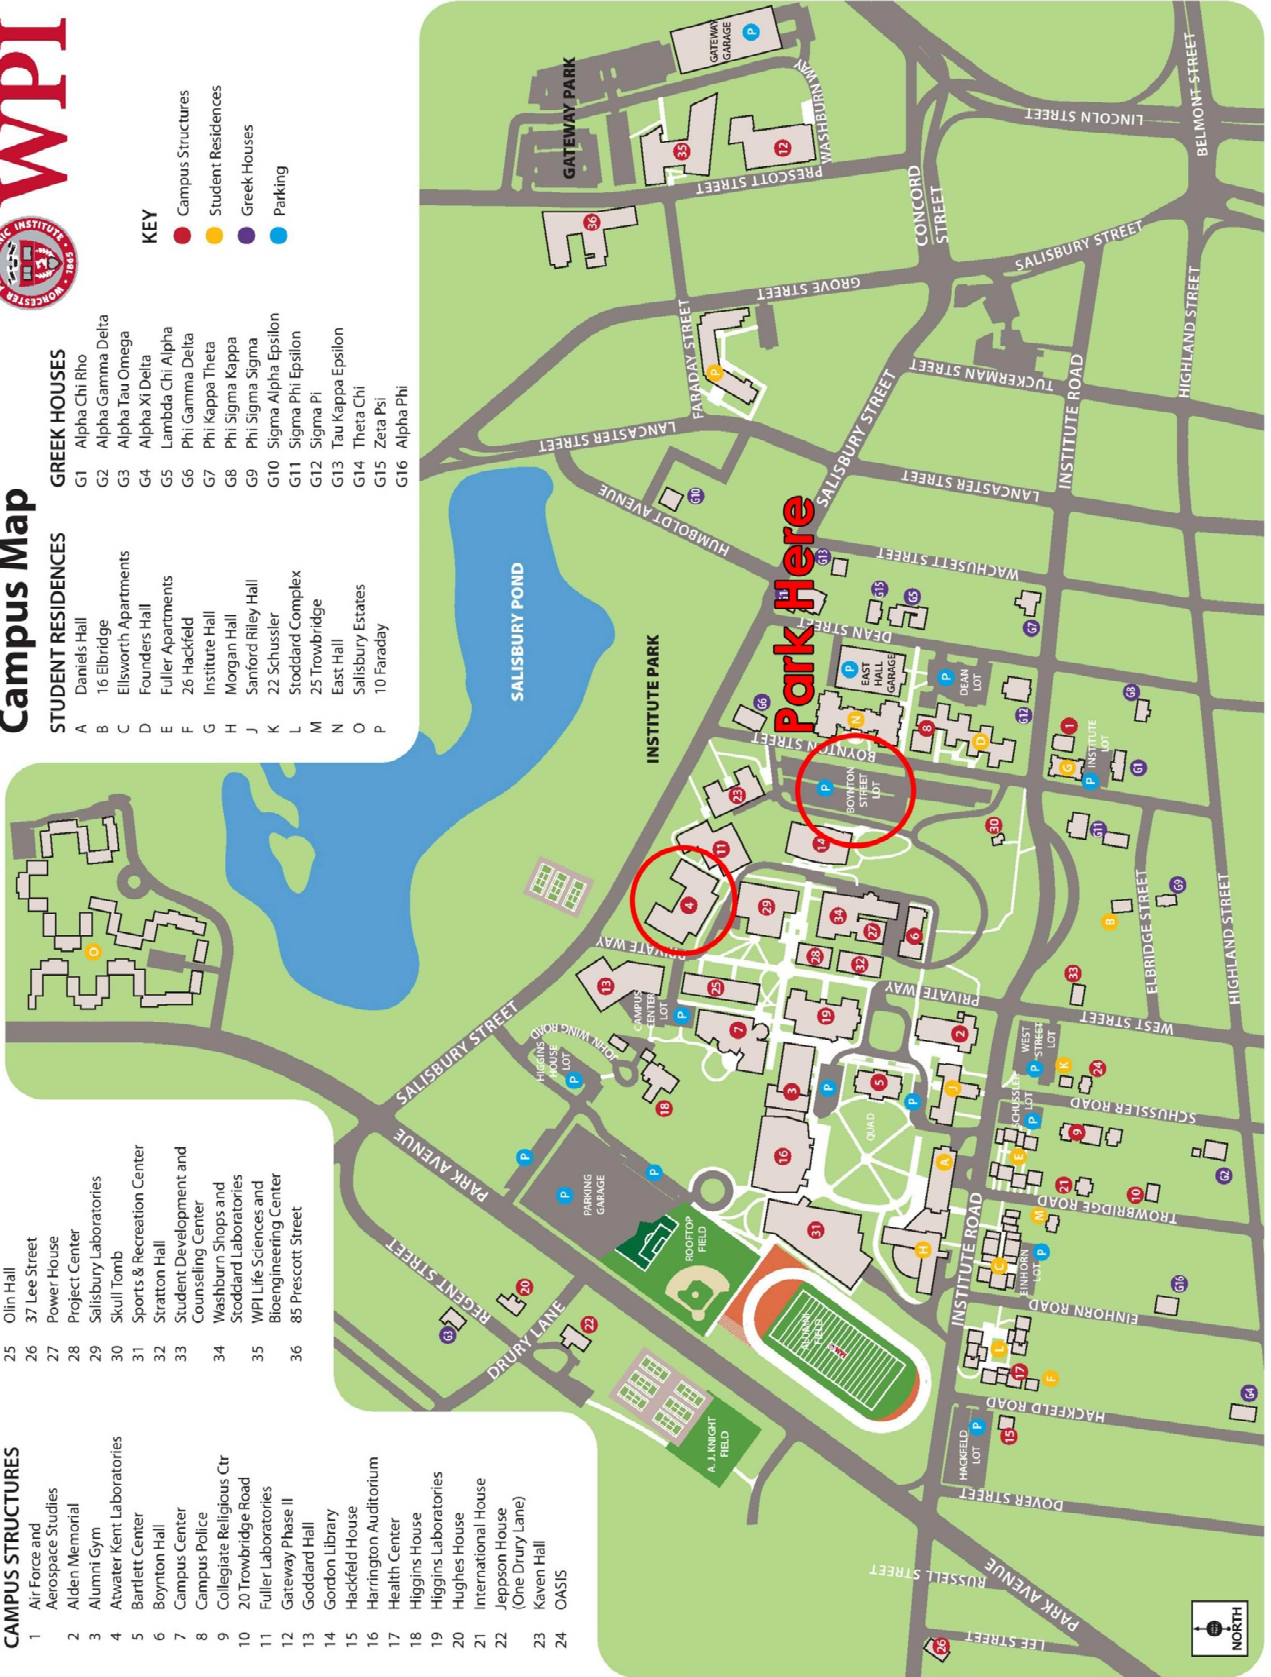 WPI
Campus Map
CAMPUS STRUCTURES
1 Air Force and
Aerospace Studies
2 Alden Memorial
3 Alumni Gym
4 Atwater Kent Laboratories
5 Bartlett Center
6 Boynton Hall
7 Campus Center
8 Campus Police
9 Collegiate Religious Ctr
10 20 Trowbridge Road
11 Fuller Laboratories
12 Gateway Phase II
13 Goddard Hall
14 Gordon Library
15 Hackfeld House
16 Harrington Auditorium
17 Health Center
18 Higgins House
19 Higgins Laboratories
20 Hughes House
21 International House
22 Jeppson House
(One Drury Lane)
23 Kaven Hall
24 OASIS
25 Olin Hall
26 37 Lee Street
27 Power House
28 Project Center
29 Salisbury Laboratories
30 Skull Tomb
31 Sports & Recreation Center
32 Stratton Hall
33 Student Development and
Counseling Center
34 Washburn Shops and
Stoddard Laboratories
35 WPI Life Sciences and
Bioengineering Center
36 85 Prescott Street
STUDENT RESIDENCES
A Daniels Hall
B 16 Elbridge
C Ellsworth Apartments
D Founders Hall
E Fuller Apartments
F 26 Hackfeld
G Institute Hall
H Morgan Hall
J Sanford Riley Hall
K 22 Schussler
L Stoddard Complex
M 25 Trowbridge
N East Hall
O Salisbury Estates
P 10 Faraday
GREEK HOUSES
G1 Alpha Chi Rho
G2 Alpha Gamma Delta
G3 Alpha Tau Omega
G4 Alpha Xi Delta
G5 Lambda Chi Alpha
G6 Phi Gamma Delta
G7 Phi Kappa Theta
G8 Phi Sigma Kappa
G9 Phi Sigma Sigma
G10 Sigma Alpha Epsilon
G11 Sigma Phi Epsilon
G12 Sigma Pi
G13 Tau Kappa Epsilon
G14 Theta Chi
G15 Zeta Psi
G16 Alpha Phi
KEY
Campus Structures
Student Residences
Greek Houses
Parking
SALISBURY POND
INSTITUTE PARK
GATEWAY PARK
GATEWAY
GARAGE
P
Park Here
SALISBURY STREET
PARK AVENUE
REGENT STREET
DRURY LANE
HIGGINS
HOUSE
LOT
JOHN WING ROAD
CAMPUS
CENTER
LOT
PRIVATE WAY
PARKING
GARAGE
ROOFTOP
FIELD
ALUMNI
FIELD
A.J. KNIGHT
FIELD
QUAD
BOYNTON
STREET
LOT
BOYNTON STREET
EAST
HALL
GARAGE
DEAN
LOT
DEAN STREET
HUMBOLDT AVENUE
LANCASTER STREET
FARADAY STREET
GROVE STREET
PRESCOTT STREET
WASHBURN WAY
CONCORD
STREET
SALISBURY STREET
LINCOLN STREET
BELMONT STREET
HIGHLAND STREET
TUCKERMAN STREET
INSTITUTE ROAD
LANCASTER STREET
WACHUSETT STREET
SALISBURY STREET
INSTITUTE
LOT
ELBRIDGE STREET
HIGHLAND STREET
WEST STREET
PRIVATE WAY
WEST
STREET
LOT
SCHUSSLER
LOT
SCHUSSLER ROAD
TROWBRIDGE ROAD
EINHORN
LOT
EINHORN ROAD
INSTITUTE ROAD
HACKFELD ROAD
HACKFELD
LOT
DOVER STREET
RUSSELL STREET
PARK AVENUE
LEE STREET
NORTH